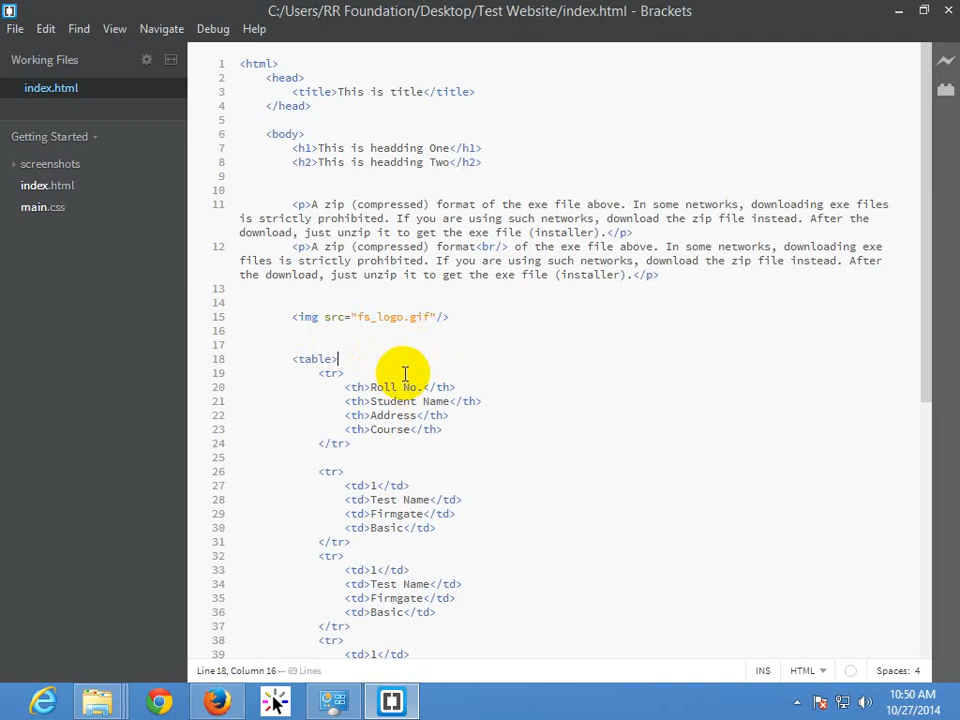 C:/Users/RR Foundation/Desktop/Test Website/index.html - Brackets
File Edit Find View Navigate Debug Help
Working Files
index.html
Getting Started
screenshots
index.html
main.css
1 <html>
2 <head>
3 <title>This is title</title>
4 </head>
5
6 <body>
7 <h1>This is headding One</h1>
8 <h2>This is headding Two</h2>
9
10
11 <p>A zip (compressed) format of the exe file above. In some networks, downloading exe files
is strictly prohibited. If you are using such networks, download the zip file instead. After the
download, just unzip it to get the exe file (installer).</p>
12 <p>A zip (compressed) format<br/> of the exe file above. In some networks, downloading exe
files is strictly prohibited. If you are using such networks, download the zip file instead. After
the download, just unzip it to get the exe file (installer).</p>
13
14
15 <img src="fs_logo.gif"/>
16
17
18 <table>
19 <tr>
20 <th>Roll No.</th>
21 <th>Student Name</th>
22 <th>Address</th>
23 <th>Course</th>
24 </tr>
25
26 <tr>
27 <td>1</td>
28 <td>Test Name</td>
29 <td>Firmgate</td>
30 <td>Basic</td>
31 </tr>
32 <tr>
33 <td>1</td>
34 <td>Test Name</td>
35 <td>Firmgate</td>
36 <td>Basic</td>
37 </tr>
38 <tr>
39 <td>1</td>
Line 18, Column 16 — 69 Lines
INS HTML Spaces: 4
10:50 AM
10/27/2014